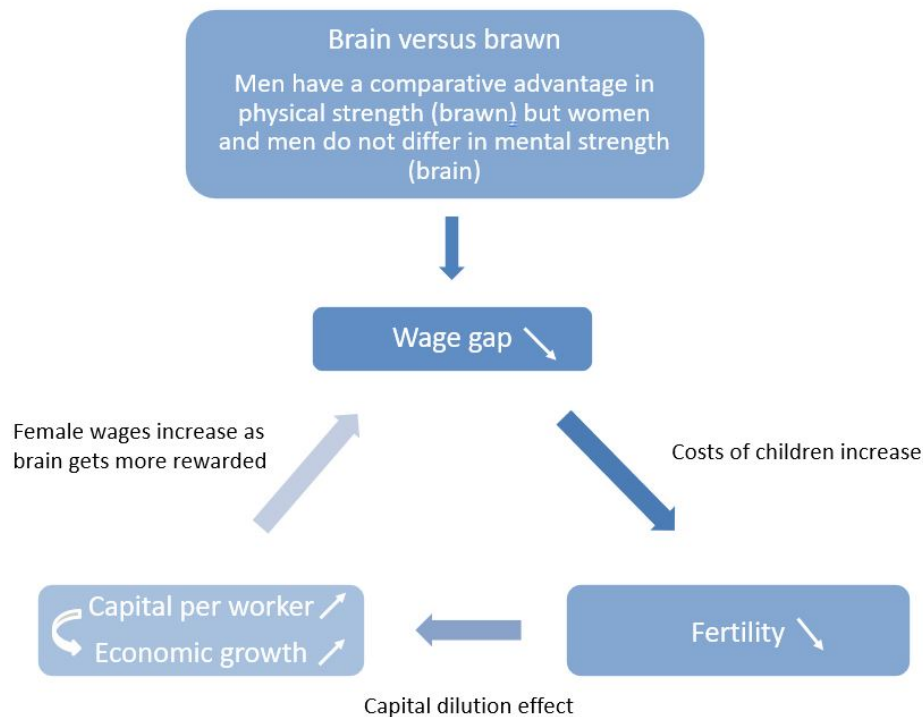 Brain versus brawn
Men have a comparative advantage in
physical strength (brawn) but women
and men do not differ in mental strength
(brain)
Wage gap
Female wages increase as
brain gets more rewarded
Costs of children increase
Capital per worker
Economic growth
Fertility
Capital dilution effect